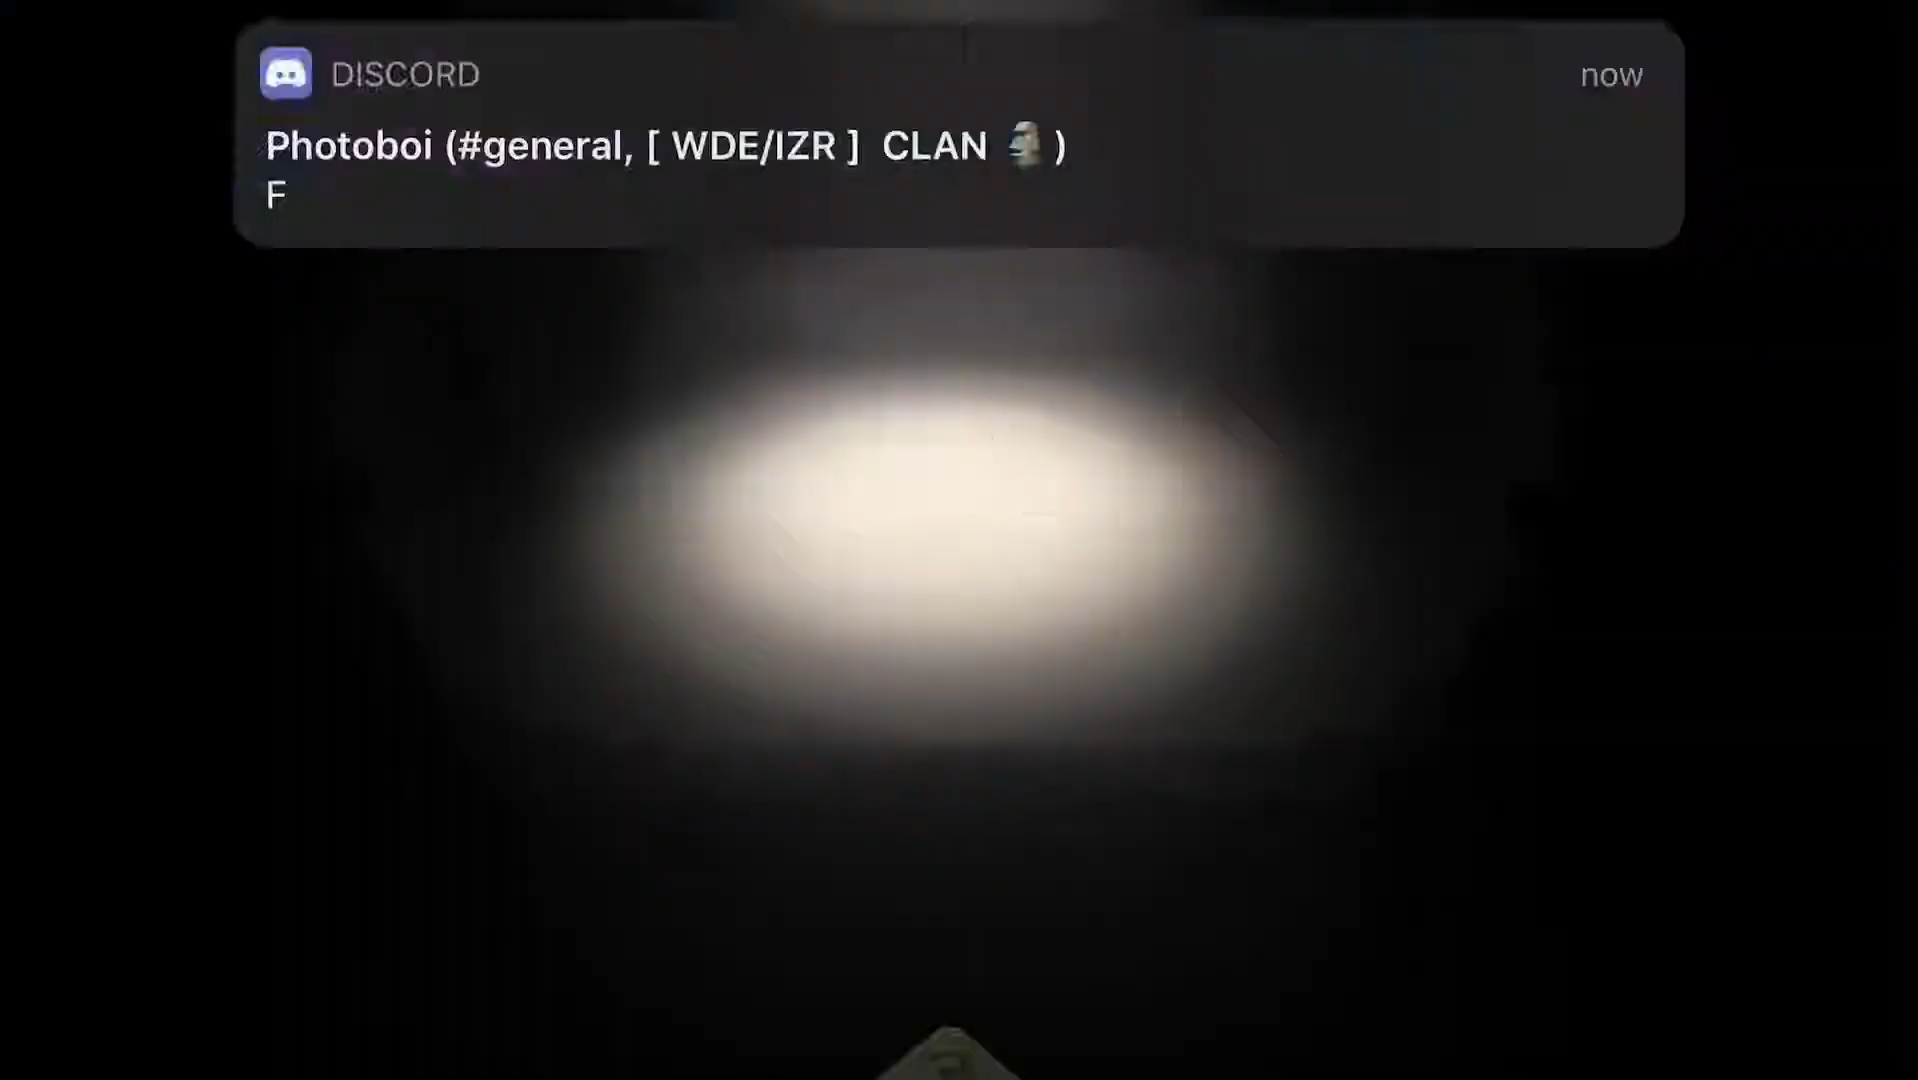 DISCORD
now
Photoboi (#general, [ WDE/IZR ] CLAN 🗿 )
F